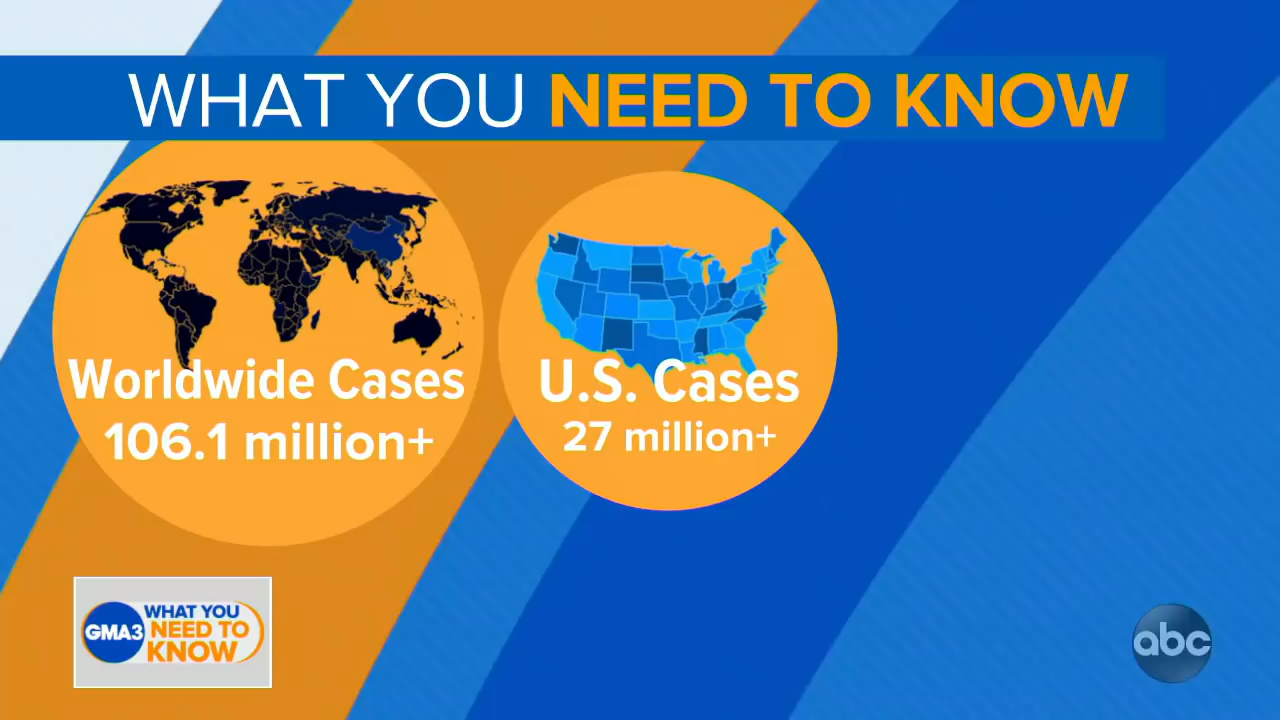 WHAT YOU NEED TO KNOW
Worldwide Cases
106.1 million+
U.S. Cases
27 million+
GMA3
WHAT YOU
NEED TO
KNOW
abc